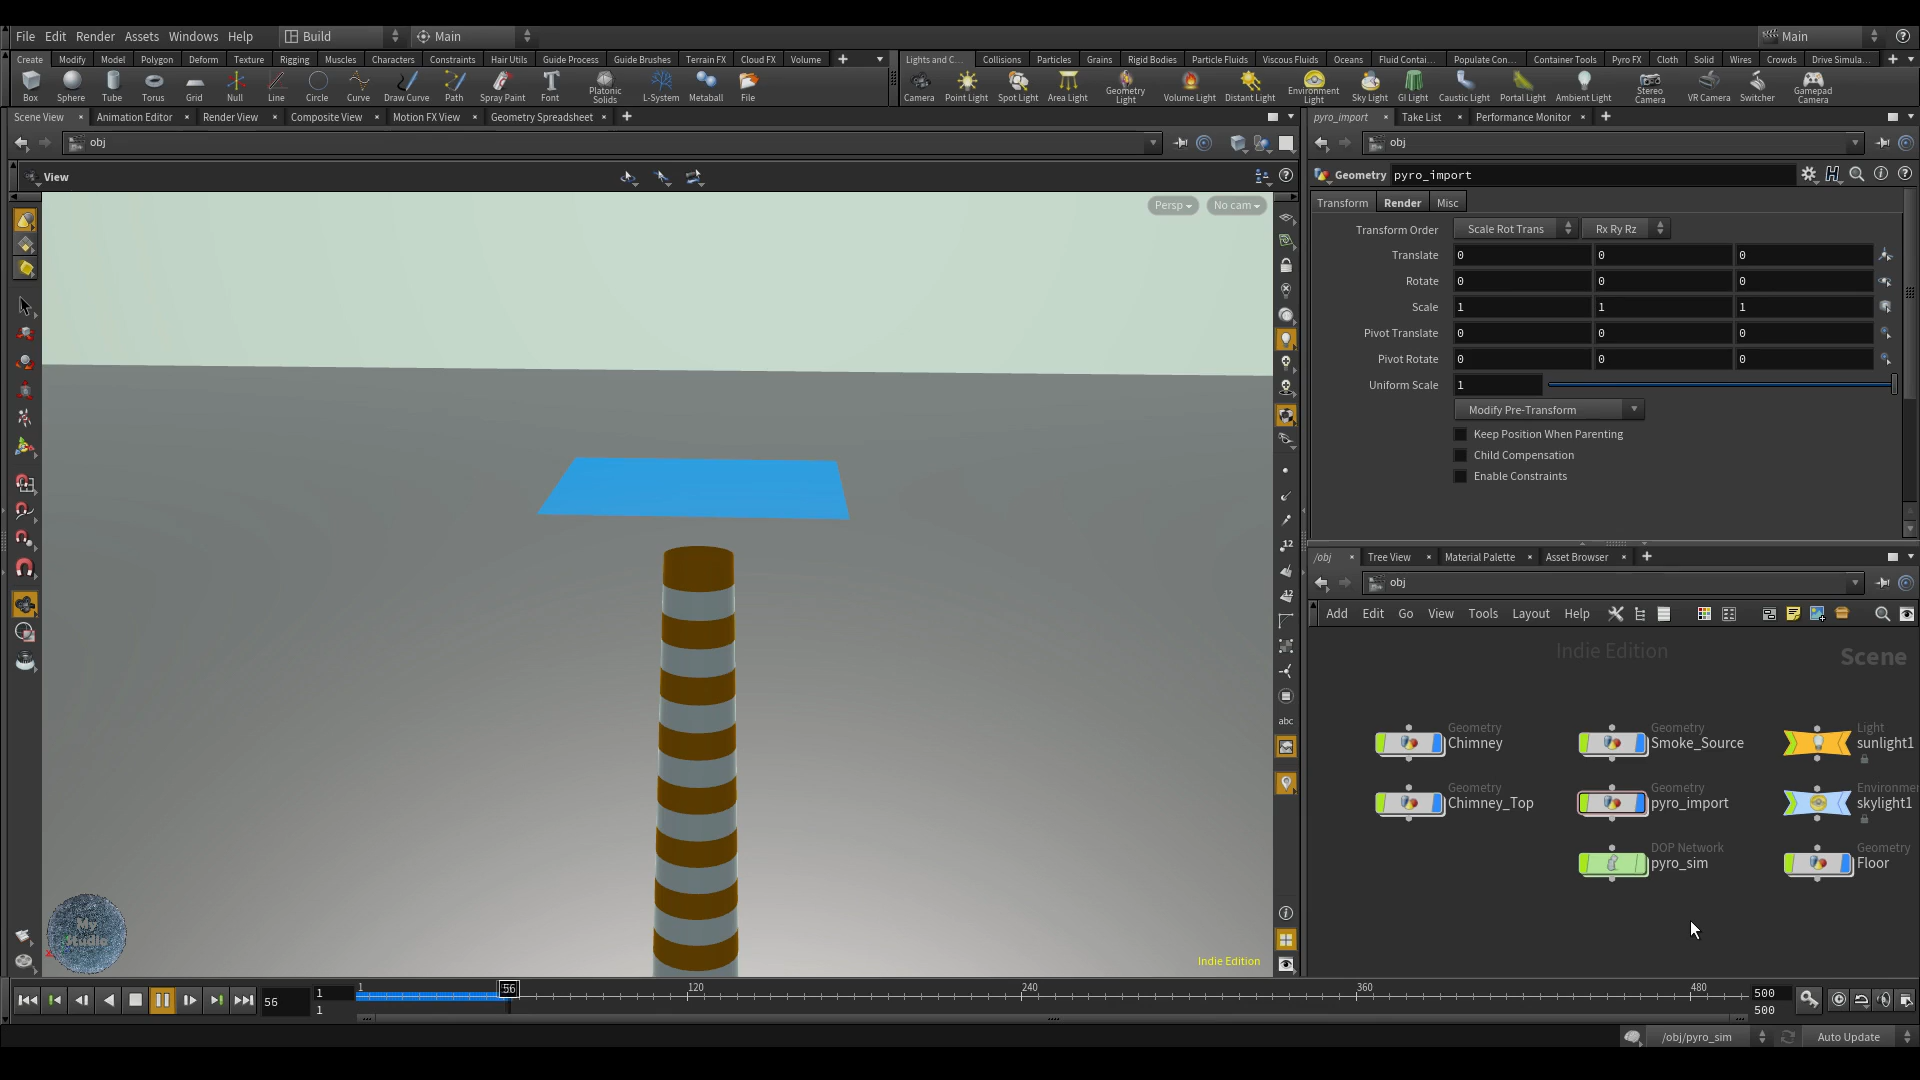 File Edit Render Assets Windows Help Build Main Main
Create Modify Model Polygon Deform Texture Rigging Muscles Characters Constraints Hair Utils Guide Process Guide Brushes Terrain FX Cloud FX Volume
Lights and C... Collisions Particles Grains Rigid Bodies Particle Fluids Viscous Fluids Oceans Fluid Contai... Populate Con... Container Tools Pyro FX Cloth Solid Wires Crowds Drive Simula...
Box Sphere Tube Torus Grid Null Line Circle Curve Draw Curve Path Spray Paint Font Platonic Solids L-System Metaball File
Camera Point Light Spot Light Area Light Geometry Light Volume Light Distant Light Environment Light Sky Light GI Light Caustic Light Portal Light Ambient Light Stereo Camera VR Camera Switcher Gamepad Camera
Scene View Animation Editor Render View Composite View Motion FX View Geometry Spreadsheet
obj
View
Persp No cam
12
12
abc
My
Studio
Indie Edition
pyro_import Take List Performance Monitor
obj
Geometry pyro_import
Transform Render Misc
Transform Order Scale Rot Trans Rx Ry Rz
Translate 0 0 0
Rotate 0 0 0
Scale 1 1 1
Pivot Translate 0 0 0
Pivot Rotate 0 0 0
Uniform Scale 1
Modify Pre-Transform
Keep Position When Parenting
Child Compensation
Enable Constraints
/obj Tree View Material Palette Asset Browser
obj
Add Edit Go View Tools Layout Help
Indie Edition Scene
Geometry
Chimney
Geometry
Smoke_Source
Light
sunlight1
Chimney_Top
Geometry
Geometry
pyro_import
Environmen
skylight1
DOP Network
pyro_sim
Geometry
Floor
56 1 1 56 120 240 360 480 500
1 500
/obj/pyro_sim Auto Update